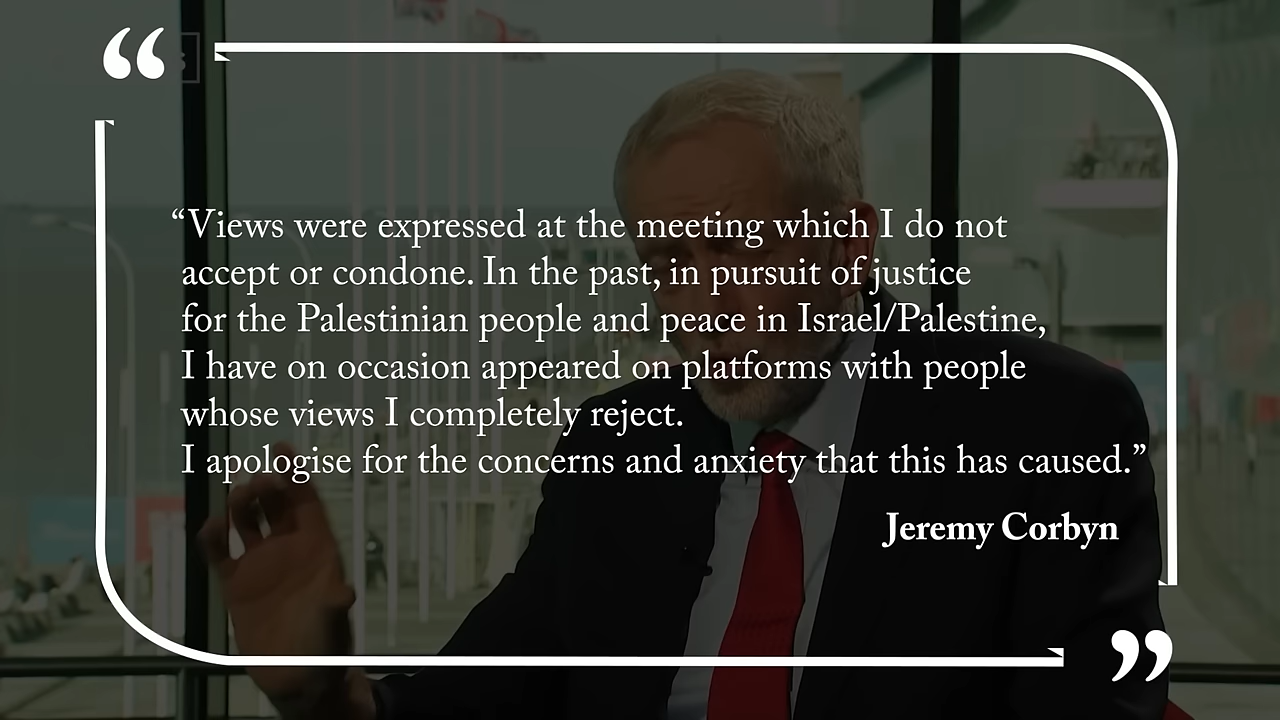 “Views were expressed at the meeting which I do not
accept or condone. In the past, in pursuit of justice
for the Palestinian people and peace in Israel/Palestine,
I have on occasion appeared on platforms with people
whose views I completely reject.
I apologise for the concerns and anxiety that this has caused.”
Jeremy Corbyn